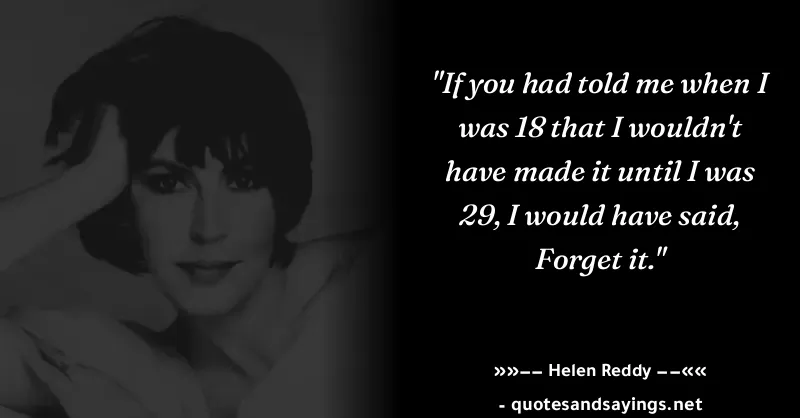 "If you had told me when I
was 18 that I wouldn't
have made it until I was
29, I would have said,
Forget it."
»»−− Helen Reddy −−««
- quotesandsayings.net